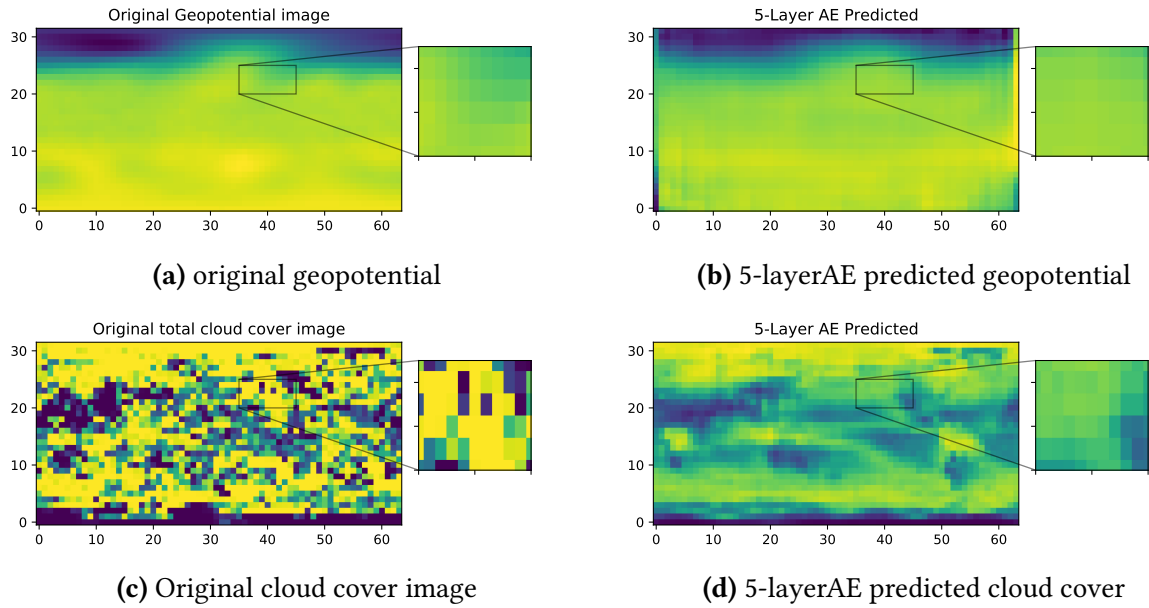 Original Geopotential image
30
20
10
0
0 10 20 30 40 50 60
(a) original geopotential
5-Layer AE Predicted
30
20
10
0
0 10 20 30 40 50 60
(b) 5-layerAE predicted geopotential
Original total cloud cover image
30
20
10
0
0 10 20 30 40 50 60
(c) Original cloud cover image
5-Layer AE Predicted
30
20
10
0
0 10 20 30 40 50 60
(d) 5-layerAE predicted cloud cover